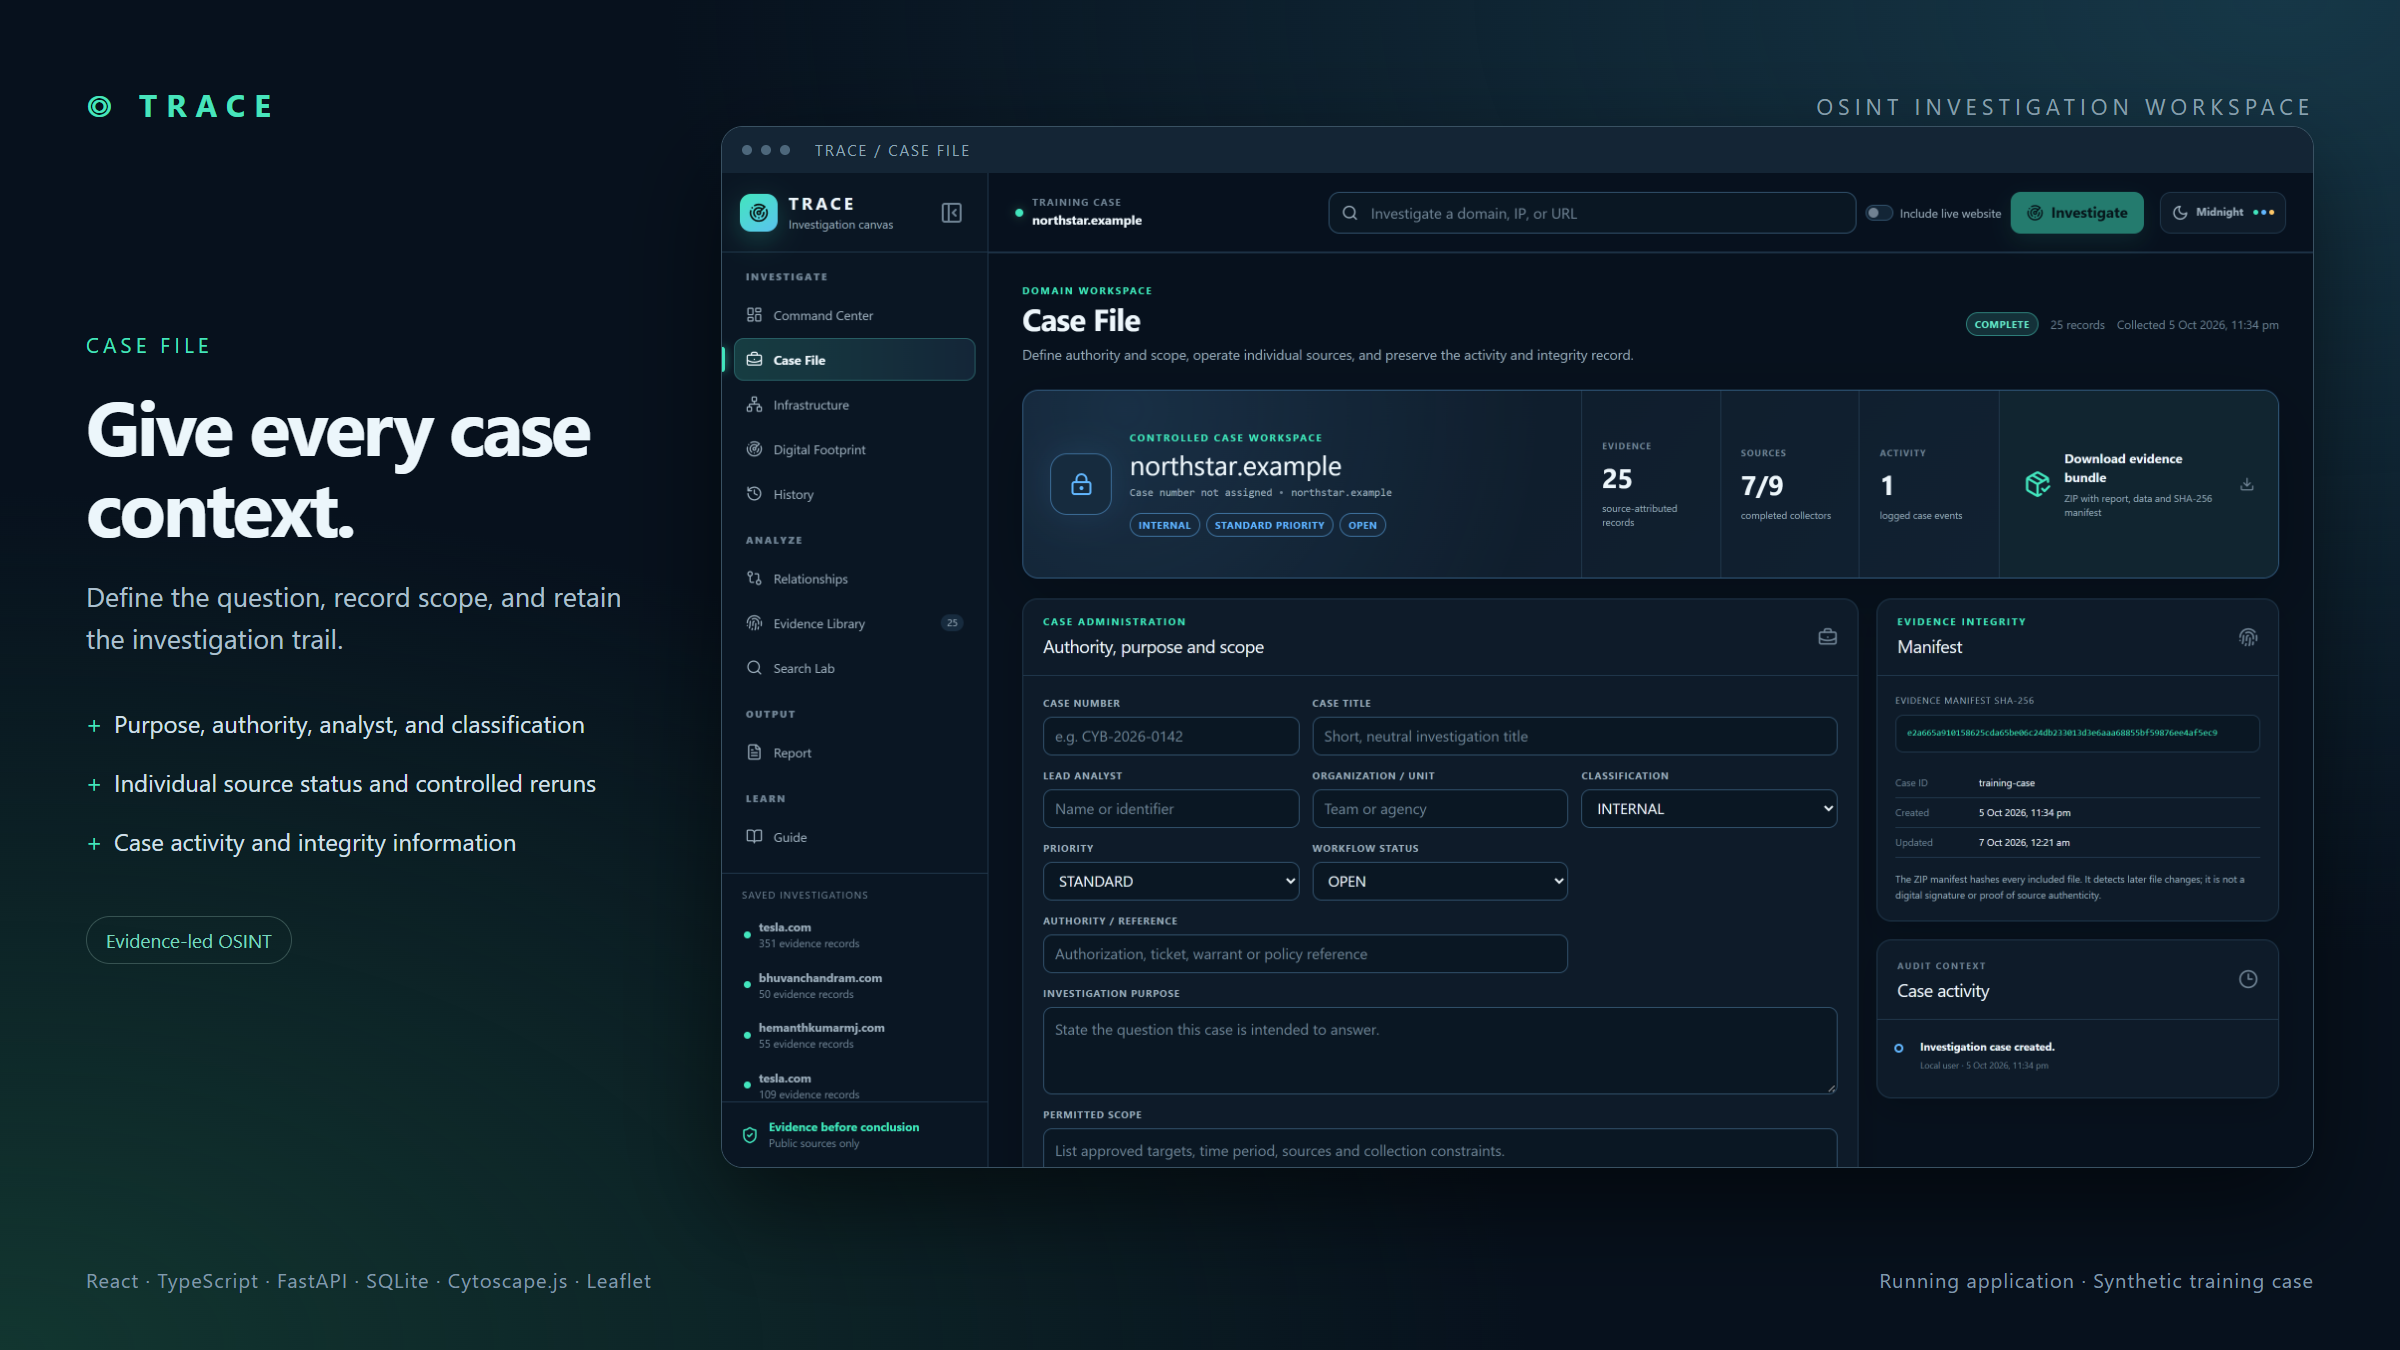 TRACE
OSINT INVESTIGATION WORKSPACE
CASE FILE
Give every case
context.
Define the question, record scope, and retain
the investigation trail.
+ Purpose, authority, analyst, and classification
+ Individual source status and controlled reruns
+ Case activity and integrity information
Evidence-led OSINT
TRACE / CASE FILE
TRACE
Investigation canvas
INVESTIGATE
Command Center
Case File
Infrastructure
Digital Footprint
History
ANALYZE
Relationships
Evidence Library 25
Search Lab
OUTPUT
Report
LEARN
Guide
SAVED INVESTIGATIONS
tesla.com
351 evidence records
bhuvanchandram.com
50 evidence records
hemanthkumarmj.com
55 evidence records
tesla.com
109 evidence records
Evidence before conclusion
Public sources only
TRAINING CASE
northstar.example
Investigate a domain, IP, or URL
Include live website
Investigate
Midnight
DOMAIN WORKSPACE
Case File
Define authority and scope, operate individual sources, and preserve the activity and integrity record.
COMPLETE 25 records Collected 5 Oct 2026, 11:34 pm
CONTROLLED CASE WORKSPACE
northstar.example
Case number not assigned • northstar.example
INTERNAL STANDARD PRIORITY OPEN
EVIDENCE
25
source-attributed
records
SOURCES
7/9
completed collectors
ACTIVITY
1
logged case events
Download evidence
bundle
ZIP with report, data and SHA-256
manifest
CASE ADMINISTRATION
Authority, purpose and scope
CASE NUMBER
e.g. CYB-2026-0142
CASE TITLE
Short, neutral investigation title
LEAD ANALYST
Name or identifier
ORGANIZATION / UNIT
Team or agency
CLASSIFICATION
INTERNAL
PRIORITY
STANDARD
WORKFLOW STATUS
OPEN
AUTHORITY / REFERENCE
Authorization, ticket, warrant or policy reference
INVESTIGATION PURPOSE
State the question this case is intended to answer.
PERMITTED SCOPE
List approved targets, time period, sources and collection constraints.
EVIDENCE INTEGRITY
Manifest
EVIDENCE MANIFEST SHA-256
e2a665a910158625cda65be06c24db233013d3e6aaa68855bf59876ee4af5ec9
Case ID training-case
Created 5 Oct 2026, 11:34 pm
Updated 7 Oct 2026, 12:21 am
The ZIP manifest hashes every included file. It detects later file changes; it is not a
digital signature or proof of source authenticity.
AUDIT CONTEXT
Case activity
Investigation case created.
Local user · 5 Oct 2026, 11:34 pm
React · TypeScript · FastAPI · SQLite · Cytoscape.js · Leaflet
Running application · Synthetic training case